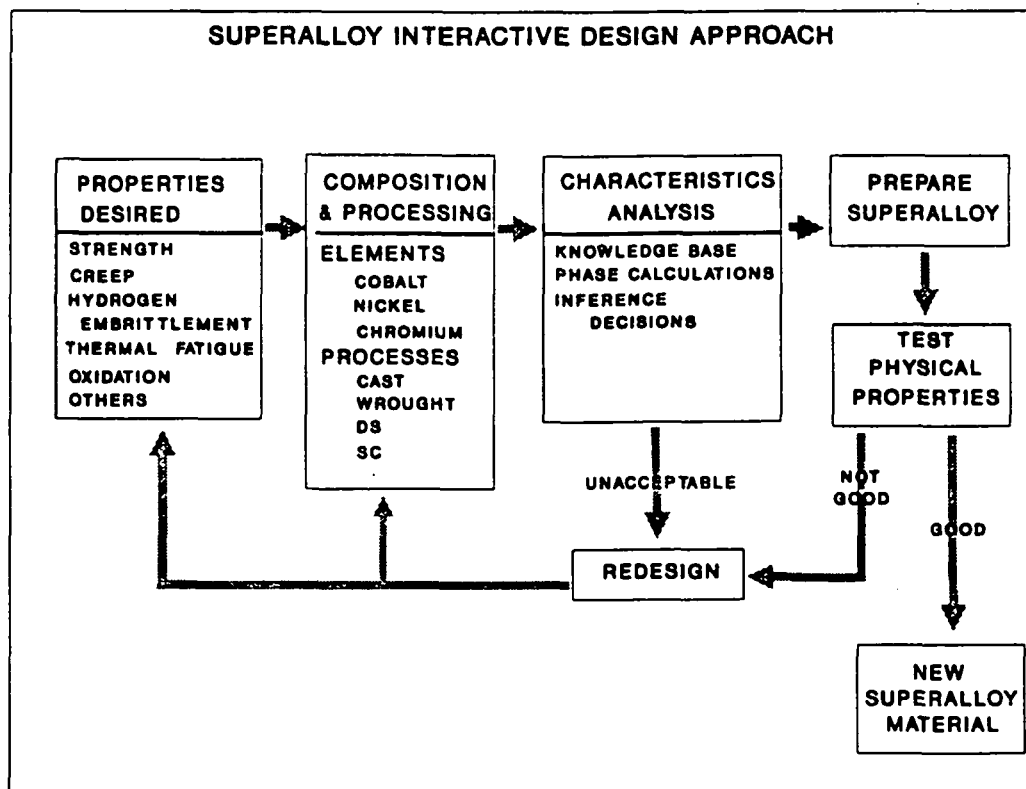 SUPERALLOY INTERACTIVE DESIGN APPROACH
PROPERTIES
DESIRED
STRENGTH
CREEP
HYDROGEN
EMBRITTLEMENT
THERMAL FATIGUE
OXIDATION
OTHERS
COMPOSITION
& PROCESSING
ELEMENTS
COBALT
NICKEL
CHROMIUM
PROCESSES
CAST
WROUGHT
DS
SC
CHARACTERISTICS
ANALYSIS
KNOWLEDGE BASE
PHASE CALCULATIONS
INFERENCE
DECISIONS
PREPARE
SUPERALLOY
TEST
PHYSICAL
PROPERTIES
UNACCEPTABLE
NOT
GOOD
GOOD
REDESIGN
NEW
SUPERALLOY
MATERIAL